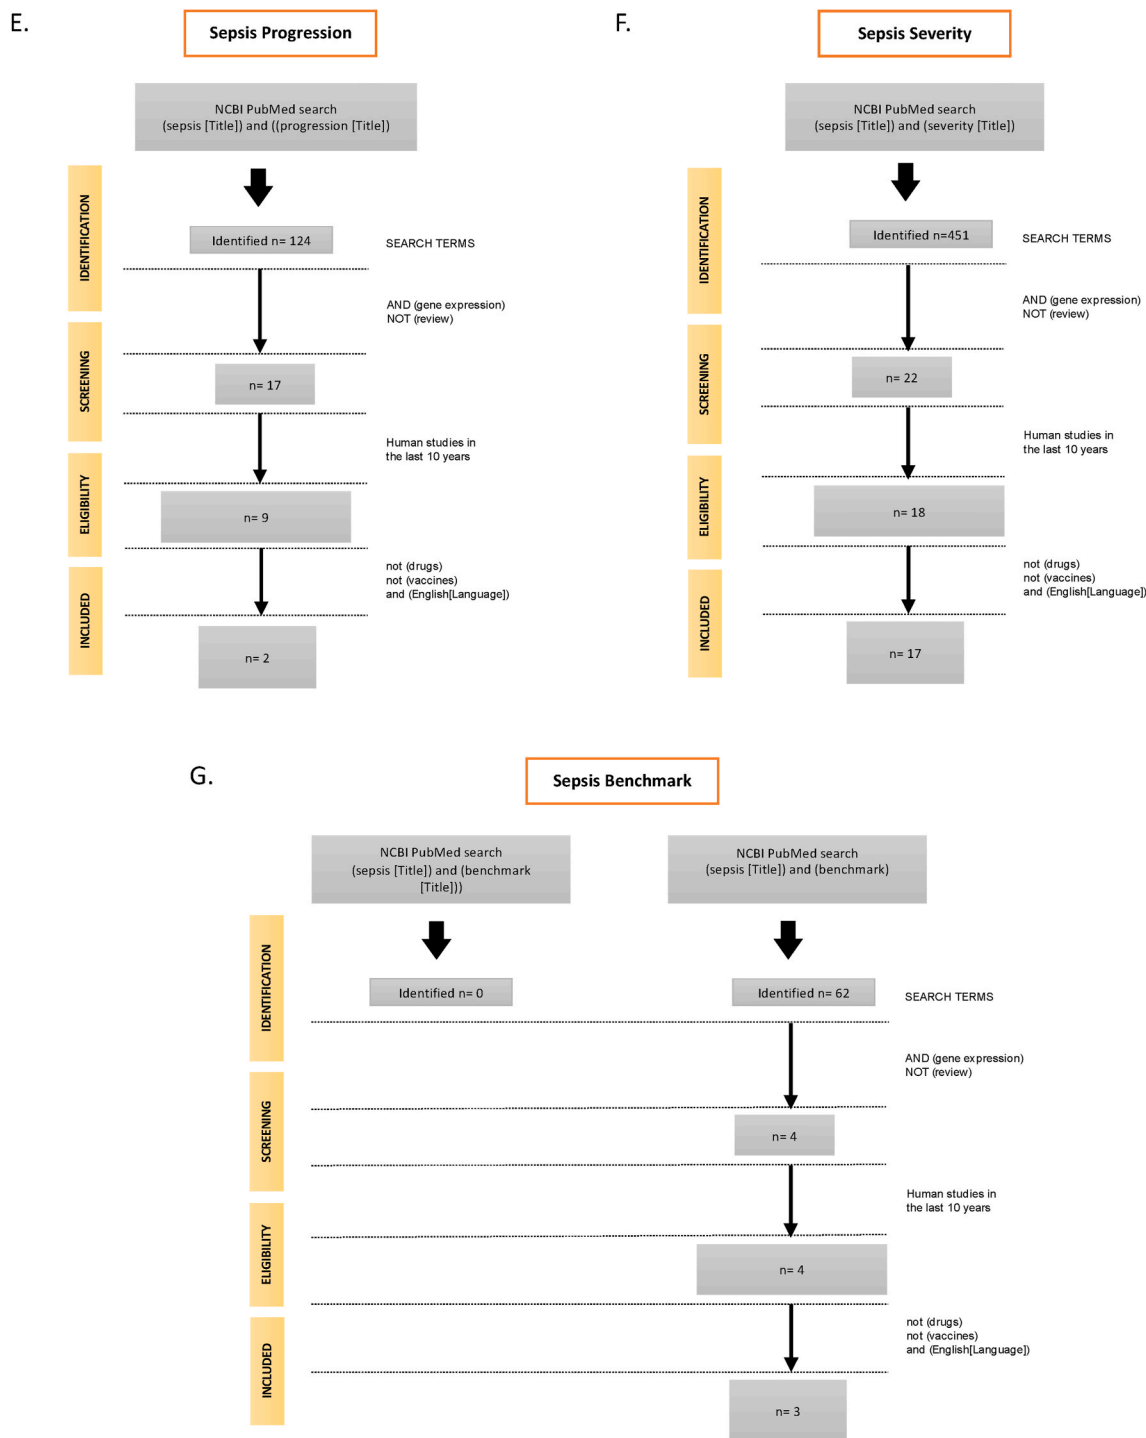 E.
Sepsis Progression
NCBI PubMed search
(sepsis [Title]) and ((progression [Title])
IDENTIFICATION
Identified n= 124
SEARCH TERMS
AND (gene expression)
NOT (review)
SCREENING
n= 17
Human studies in
the last 10 years
ELIGIBILITY
n= 9
not (drugs)
not (vaccines)
and (English[Language])
INCLUDED
n= 2
F.
Sepsis Severity
NCBI PubMed search
(sepsis [Title]) and (severity [Title])
IDENTIFICATION
Identified n=451
SEARCH TERMS
AND (gene expression)
NOT (review)
SCREENING
n= 22
Human studies in
the last 10 years
ELIGIBILITY
n= 18
not (drugs)
not (vaccines)
and (English[Language])
INCLUDED
n= 17
G.
Sepsis Benchmark
NCBI PubMed search
(sepsis [Title]) and (benchmark
[Title]))
NCBI PubMed search
(sepsis [Title]) and (benchmark)
IDENTIFICATION
Identified n= 0
Identified n= 62
SEARCH TERMS
AND (gene expression)
NOT (review)
SCREENING
n= 4
Human studies in
the last 10 years
ELIGIBILITY
n= 4
not (drugs)
not (vaccines)
and (English[Language])
INCLUDED
n= 3